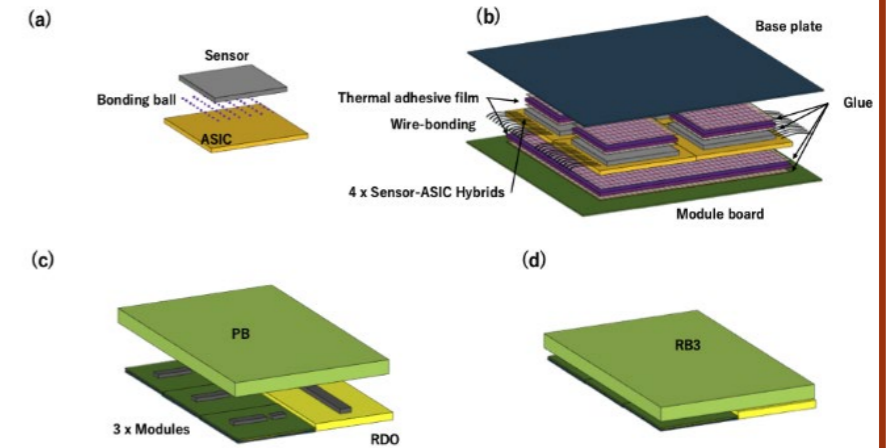 (a)
Sensor
Bonding ball
ASIC
(b)
Base plate
Thermal adhesive film
Glue
Wire-bonding
4 x Sensor-ASIC Hybrids
Module board
(c)
PB
3 x Modules
RDO
(d)
RB3